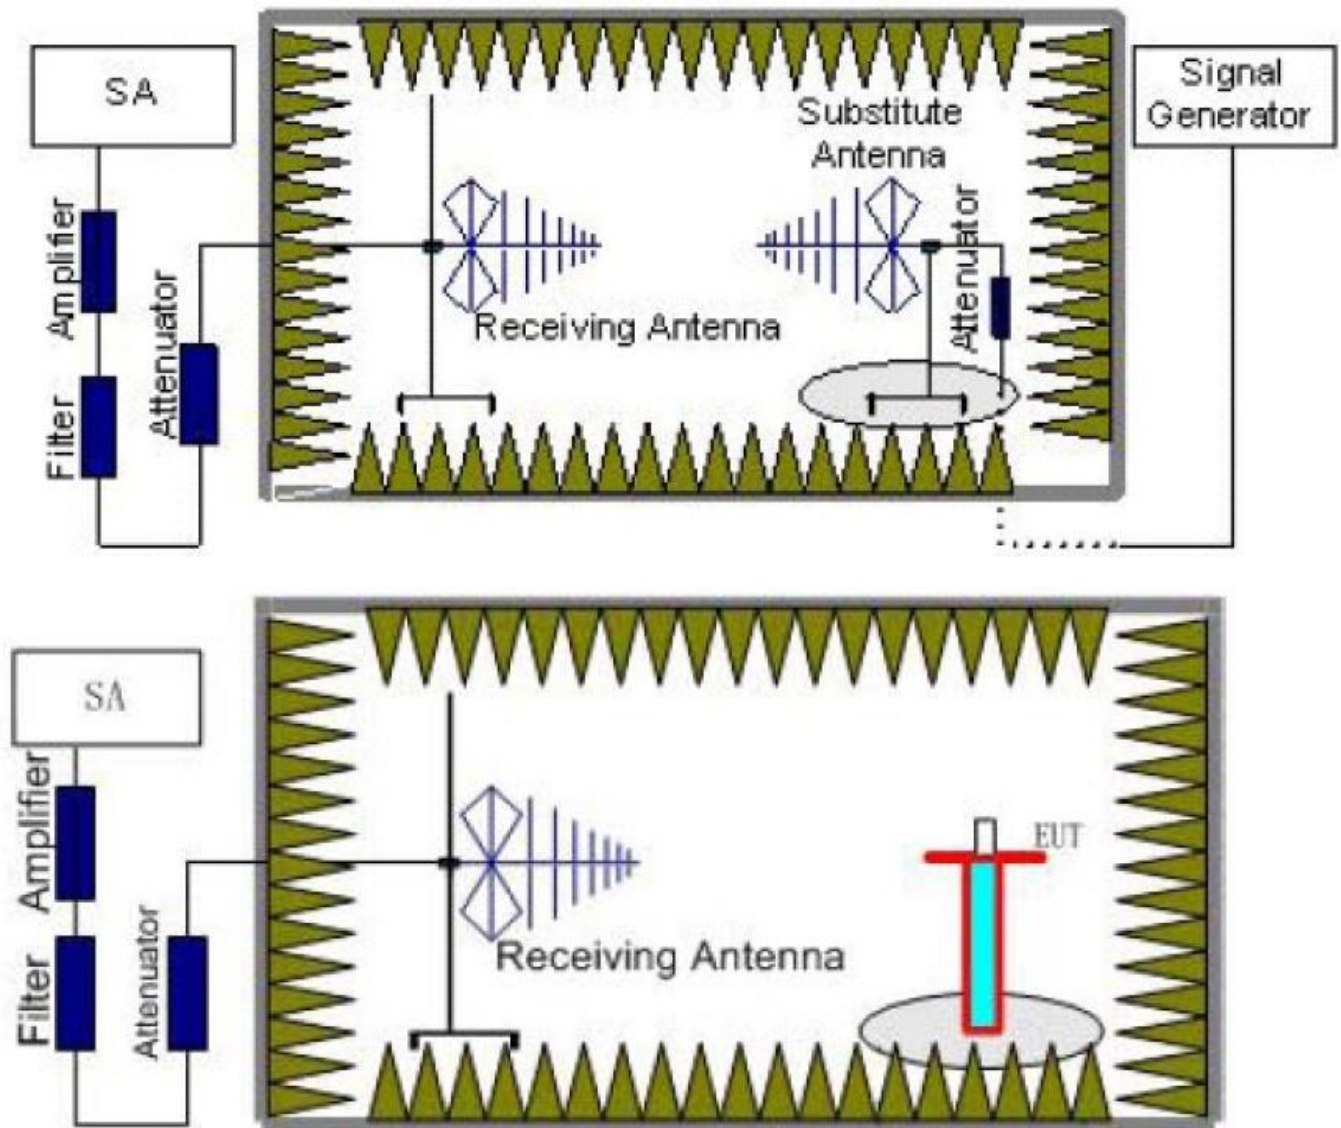 SA
Signal
Generator
Substitute
Antenna
Amplifier
Attenuator
Attenuator
Receiving Antenna
Filter
SA
Amplifier
EUT
Attenuator
Receiving Antenna
Filter